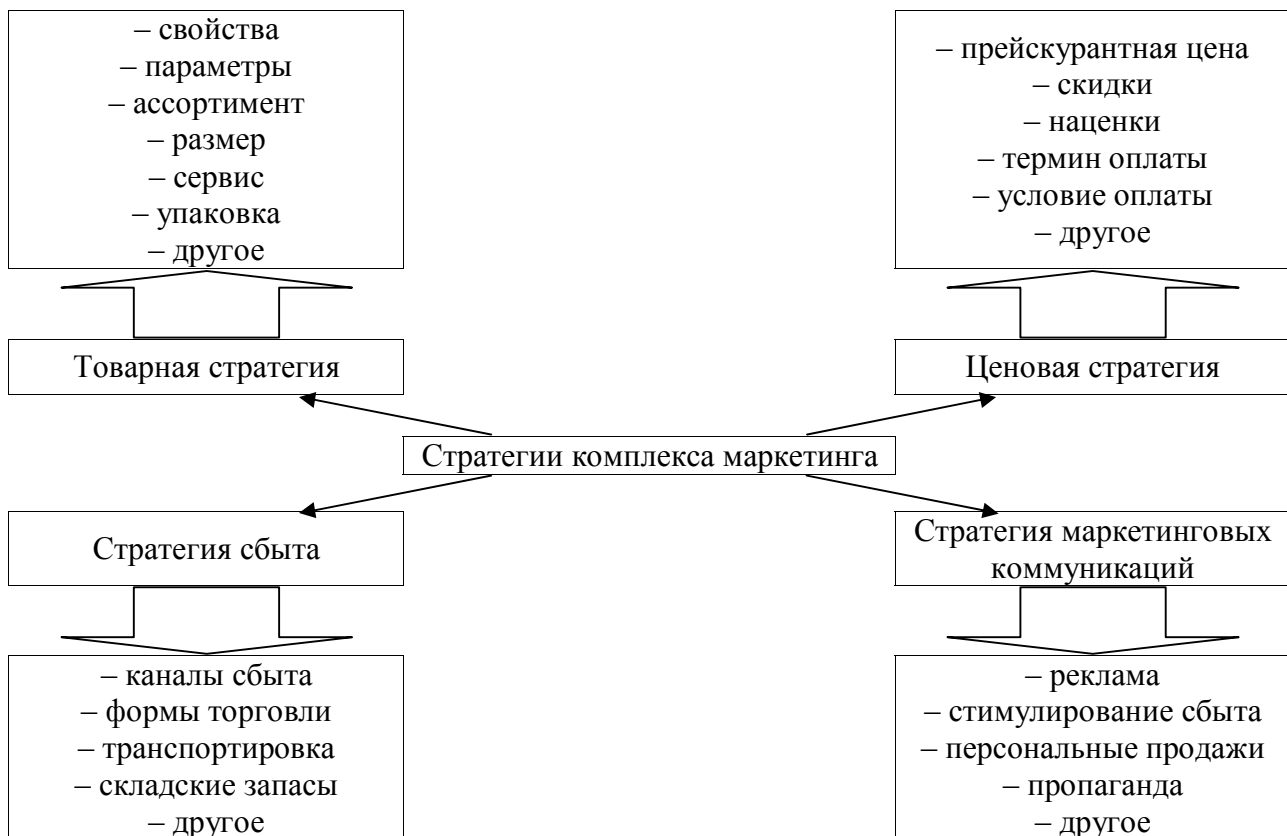 – свойства
– параметры
– ассортимент
– размер
– сервис
– упаковка
– другое
– прейскурантная цена
– скидки
– наценки
– термин оплаты
– условие оплаты
– другое
Товарная стратегия
Ценовая стратегия
Стратегии комплекса маркетинга
Стратегия сбыта
Стратегия маркетинговых
коммуникаций
– каналы сбыта
– формы торговли
– транспортировка
– складские запасы
– другое
– реклама
– стимулирование сбыта
– персональные продажи
– пропаганда
– другое